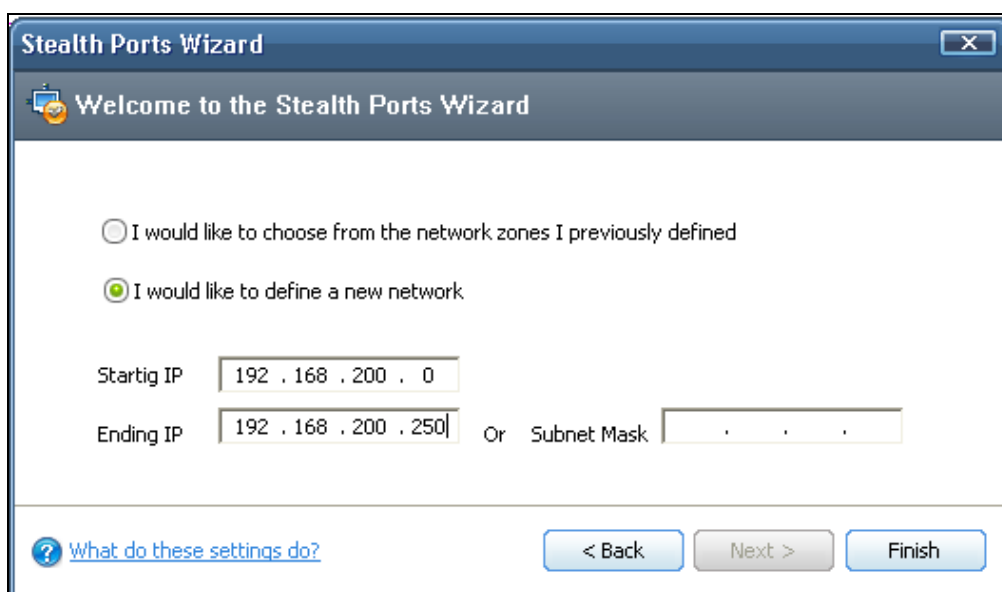 Stealth Ports Wizard
Welcome to the Stealth Ports Wizard
I would like to choose from the network zones I previously defined
I would like to define a new network
Startig IP 192 . 168 . 200 . 0
Ending IP 192 . 168 . 200 . 250 Or Subnet Mask . . .
What do these settings do? < Back Next > Finish